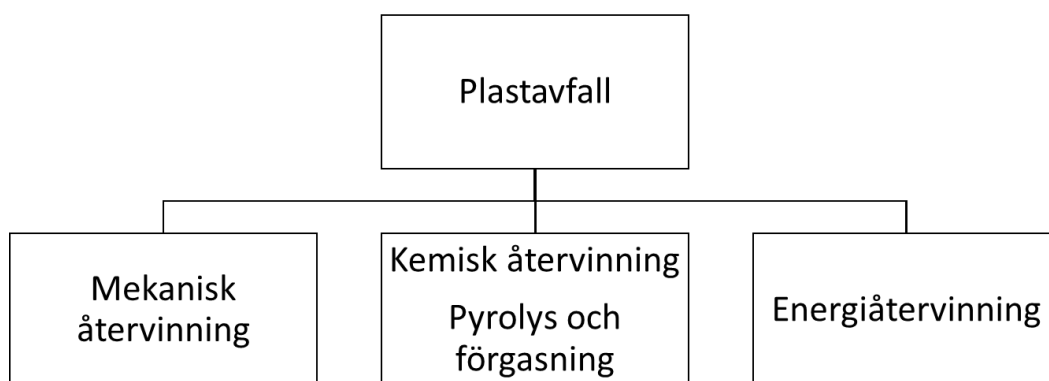 Plastavfall
Mekanisk
återvinning
Kemisk återvinning
Pyrolys och
förgasning
Energiåtervinning